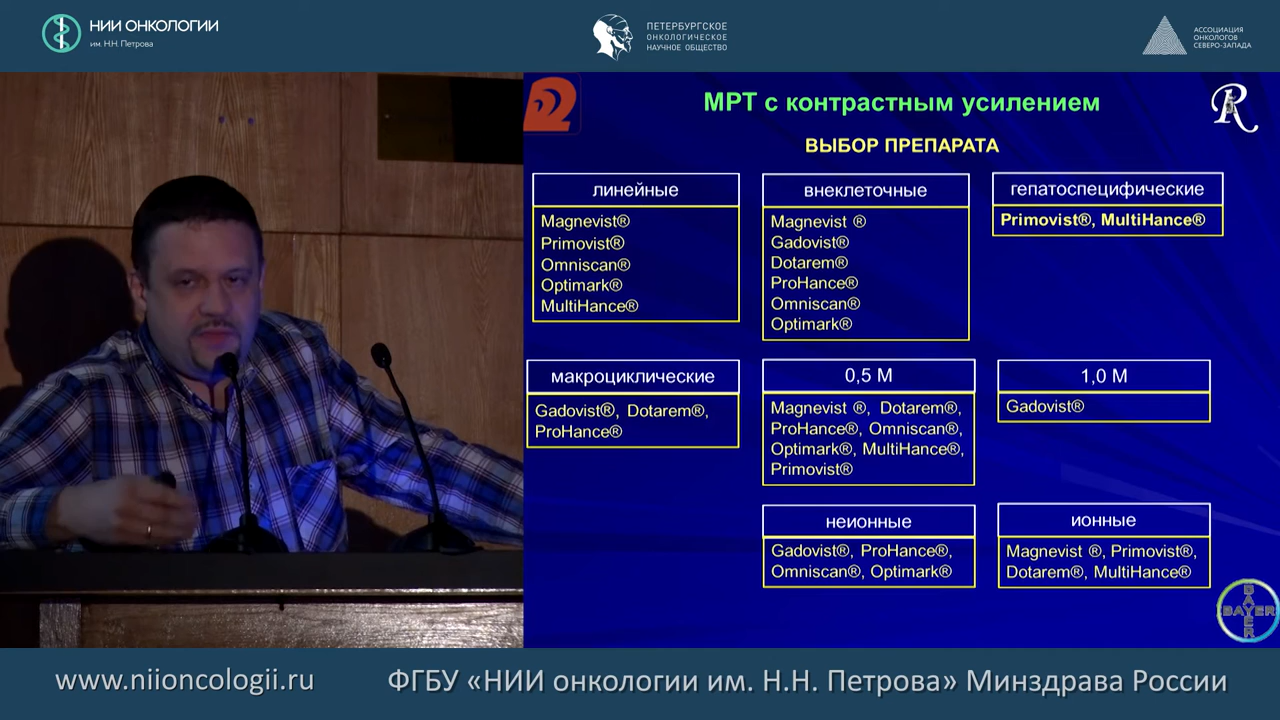 НИИ ОНКОЛОГИИ
им. Н.Н. Петрова
ПЕТЕРБУРГСКОЕ
ОНКОЛОГИЧЕСКОЕ
НАУЧНОЕ ОБЩЕСТВО
АССОЦИАЦИЯ
ОНКОЛОГОВ
СЕВЕРО-ЗАПАДА
МРТ с контрастным усилением
ВЫБОР ПРЕПАРАТА
линейные
Magnevist®
Primovist®
Omniscan®
Optimark®
MultiHance®
внеклеточные
Magnevist ®
Gadovist®
Dotarem®
ProHance®
Omniscan®
Optimark®
гепатоспецифические
Primovist®, MultiHance®
макроциклические
Gadovist®, Dotarem®,
ProHance®
0,5 М
Magnevist ®, Dotarem®,
ProHance®, Omniscan®,
Optimark®, MultiHance®,
Primovist®
1,0 М
Gadovist®
неионные
Gadovist®, ProHance®,
Omniscan®, Optimark®
ионные
Magnevist ®, Primovist®,
Dotarem®, MultiHance®
BAYER
BAYER
www.niioncologii.ru
ФГБУ «НИИ онкологии им. Н.Н. Петрова» Минздрава России